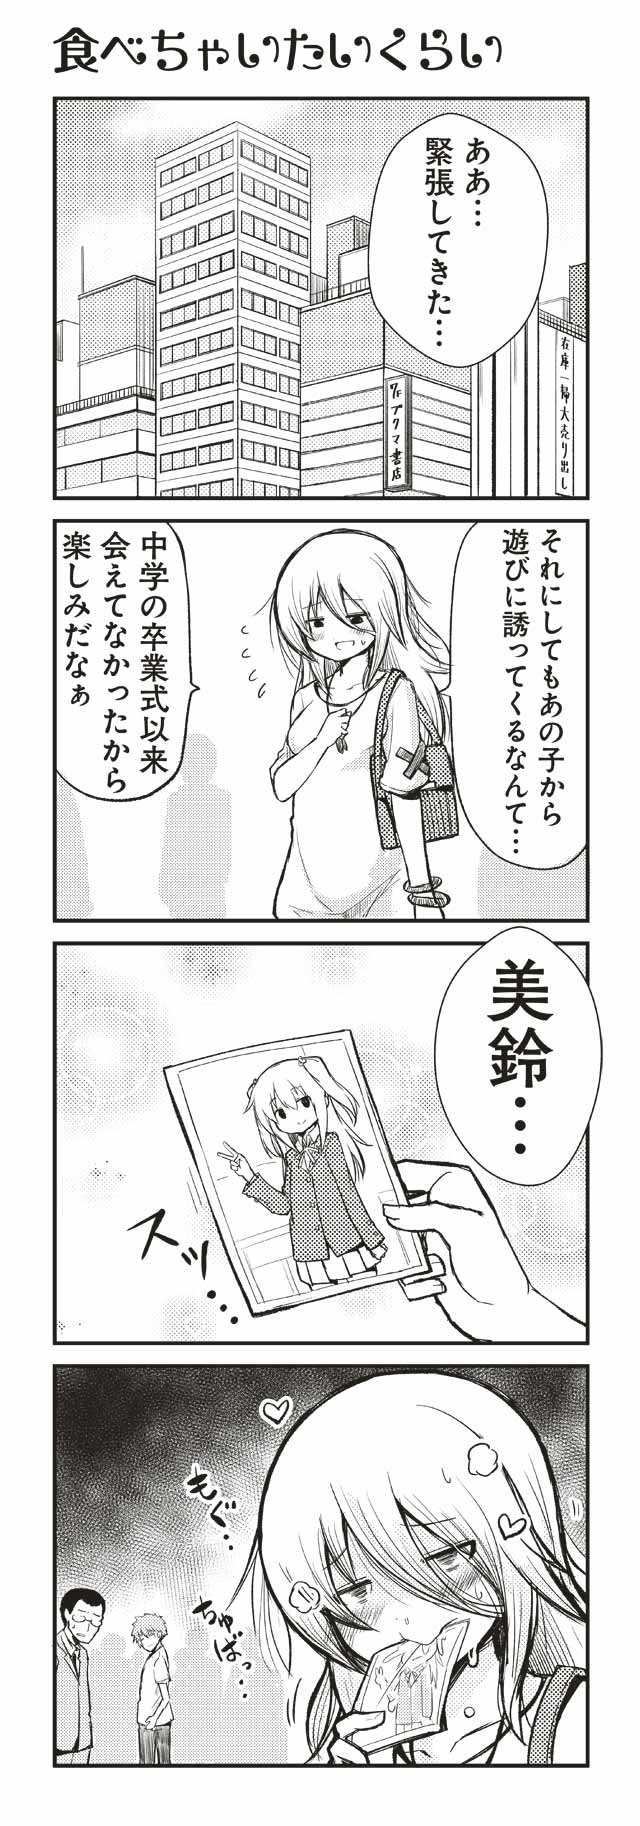 食べちゃいたいくらい
ああ…
緊張してきた…
在庫一掃大売り出し
7Fプクマ書店
それにしてもあの子から
遊びに誘ってくるなんて…
中学の卒業式以来
会えてなかったから
楽しみだなぁ
美鈴…
スッ…
もぐ…
ちゅばっ…